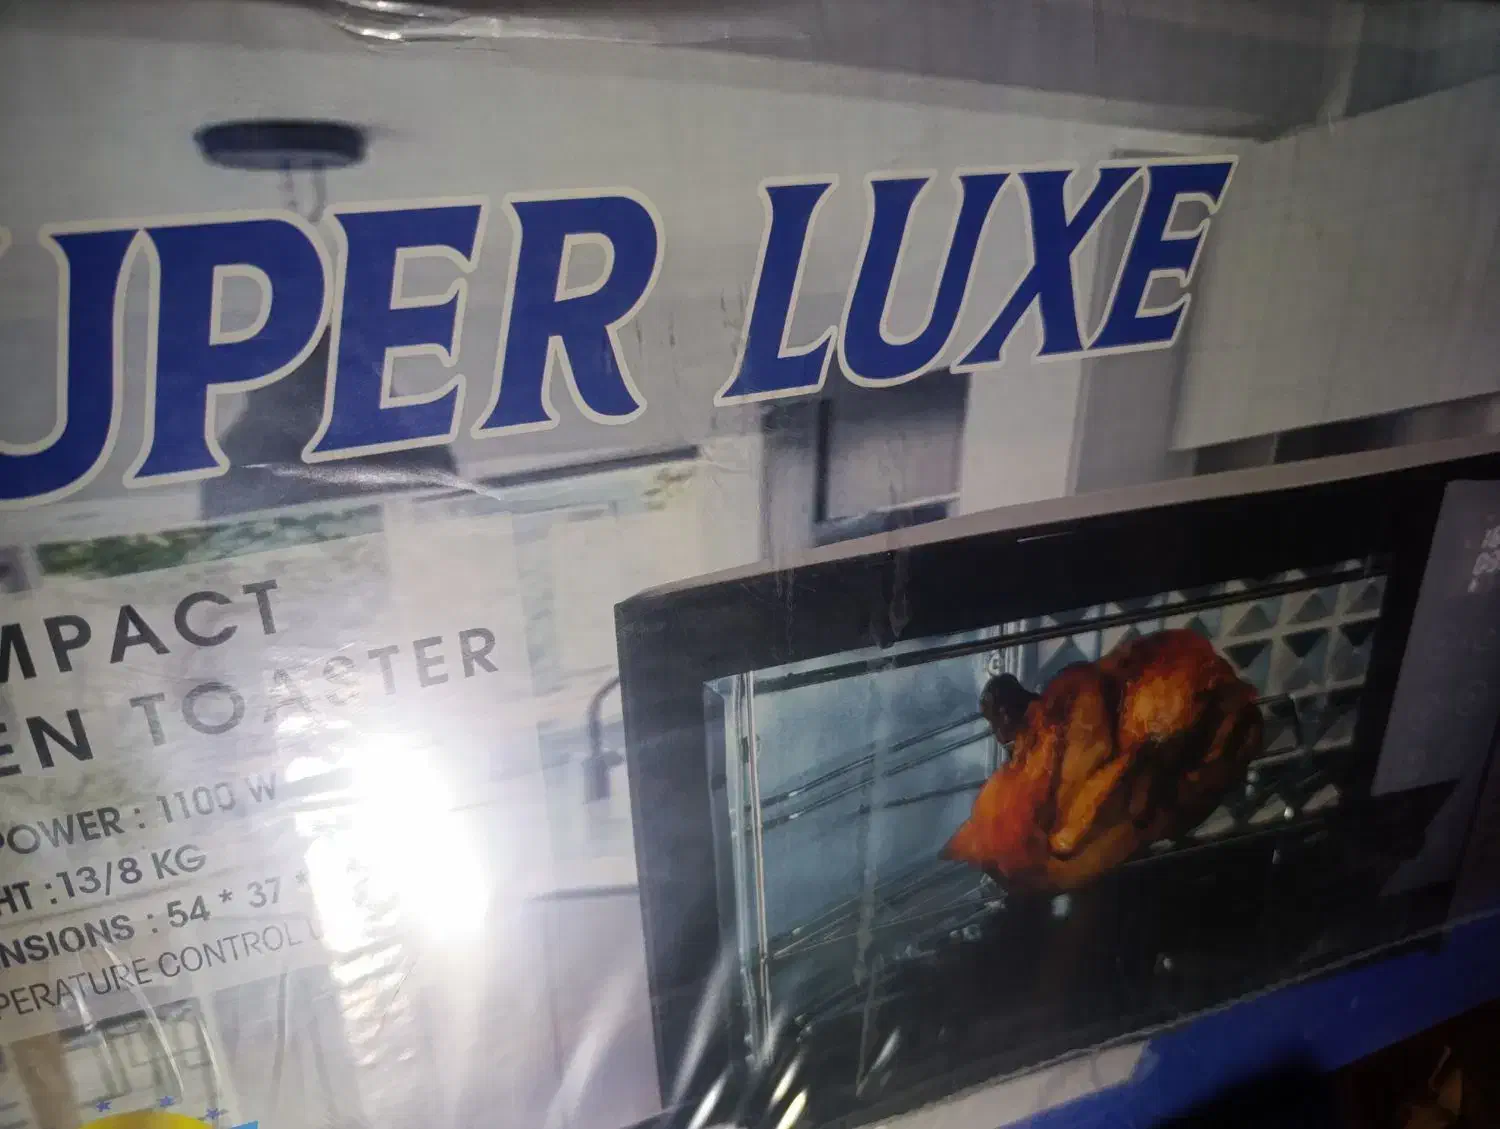 UPER LUXE
MPACT
EN TOASTER
POWER : 1100 W
HT :13/8 KG
NSIONS : 54 * 37 *
PERATURE CONTROL